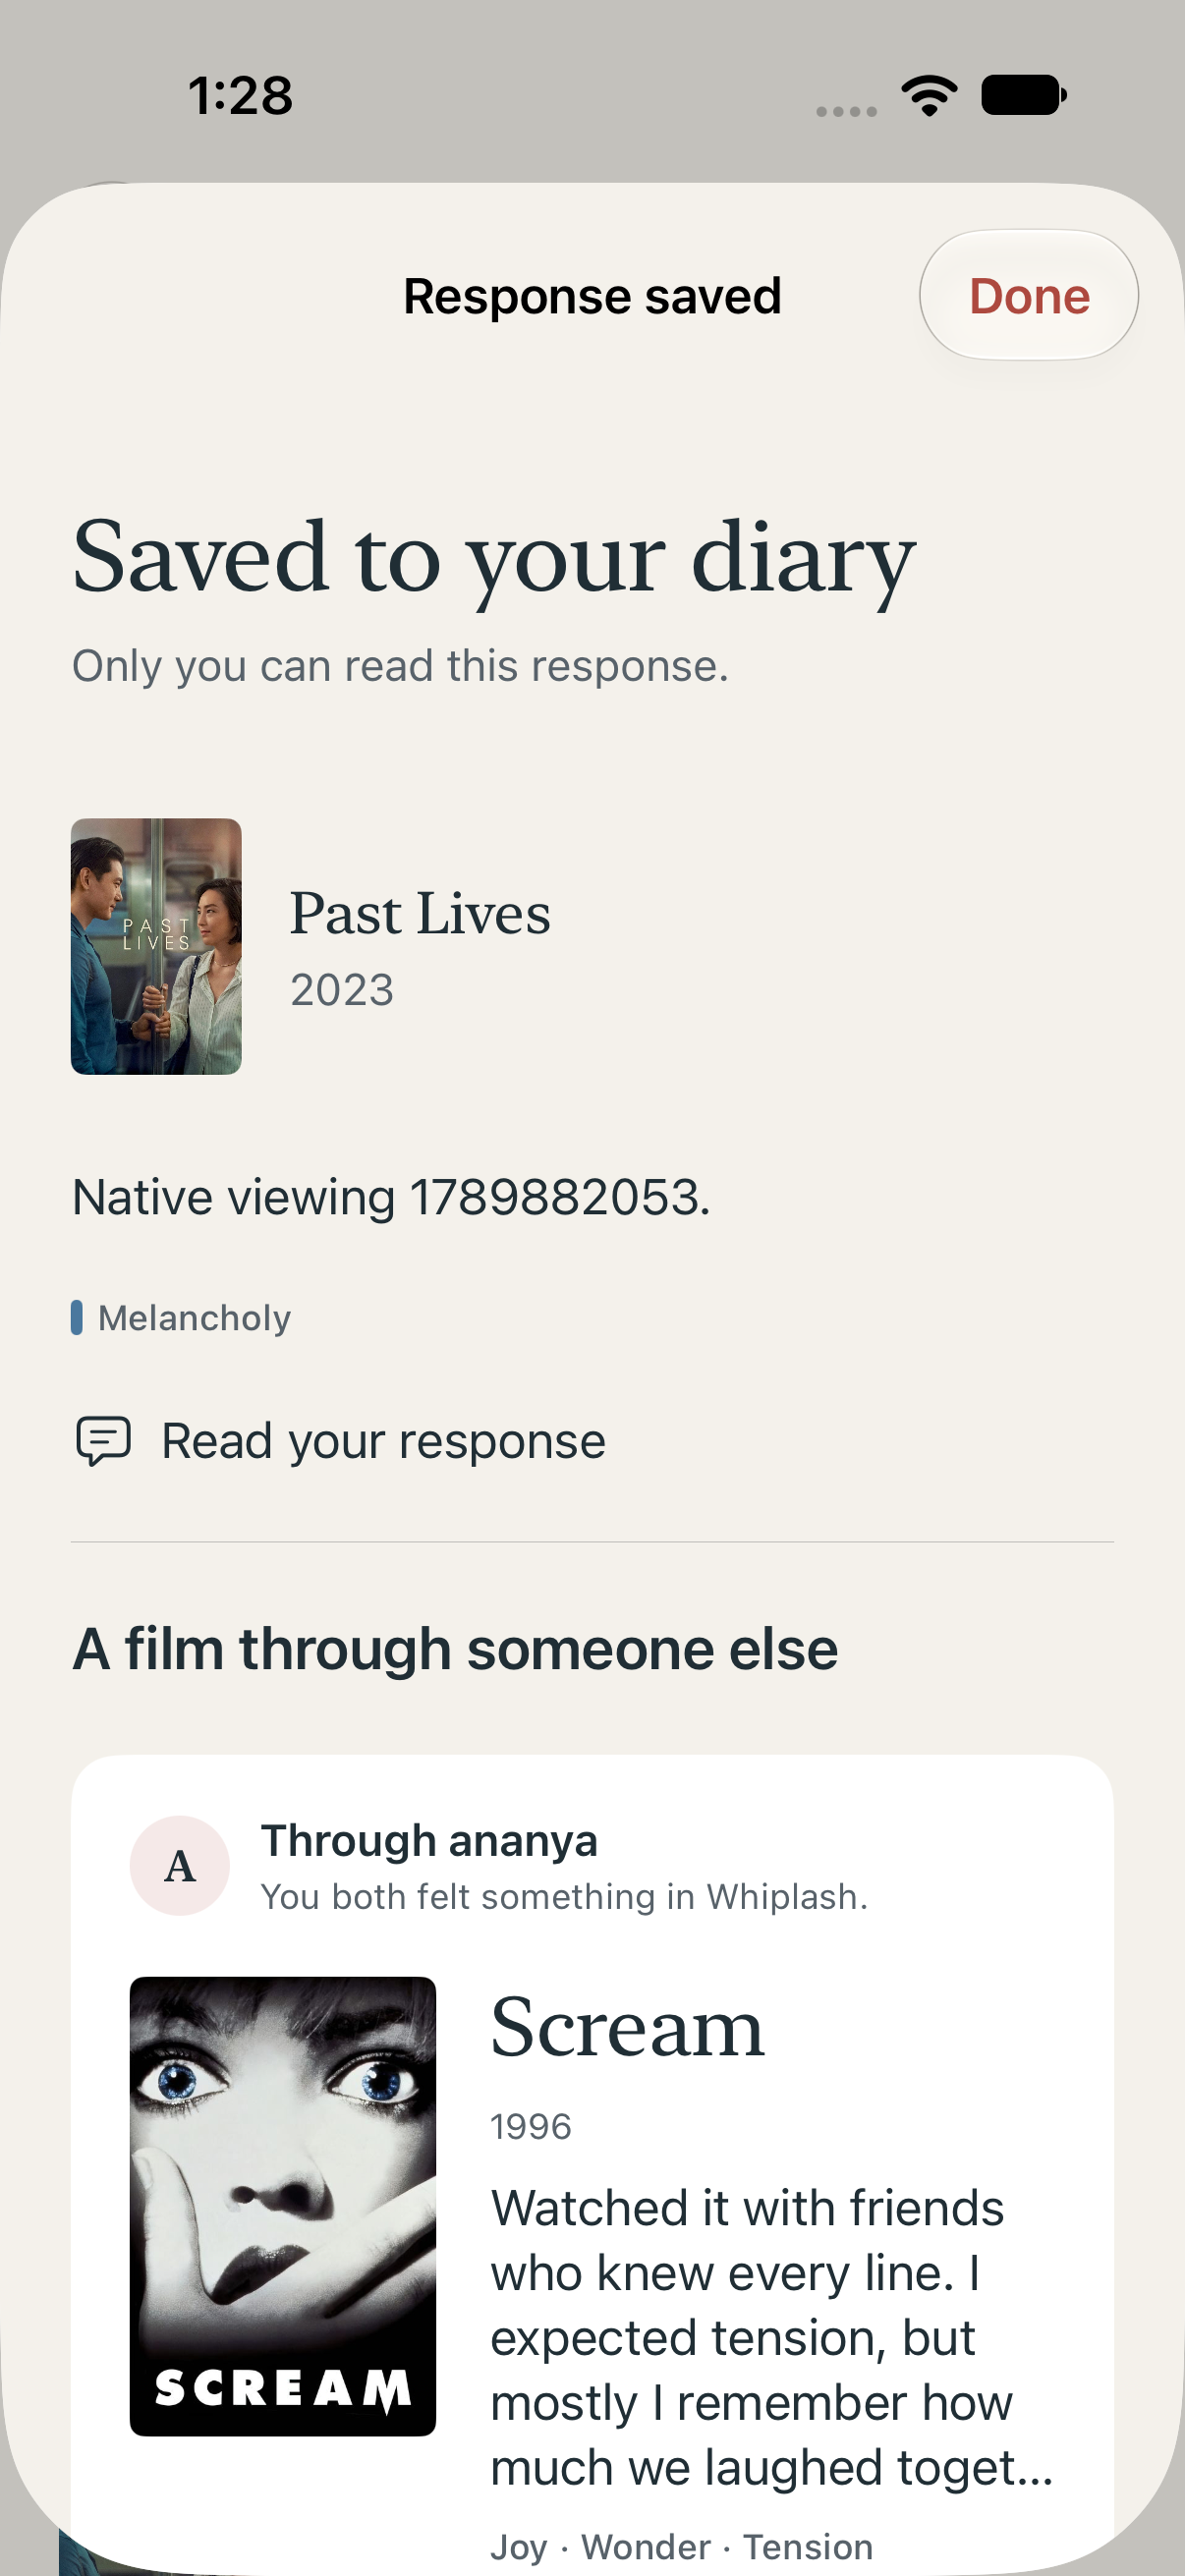 1:28
Response saved
Done
Saved to your diary
Only you can read this response.
PAST
LIVES
Past Lives
2023
Native viewing 1789882053.
Melancholy
Read your response
A film through someone else
A
Through ananya
You both felt something in Whiplash.
SCREAM
Scream
1996
Watched it with friends
who knew every line. I
expected tension, but
mostly I remember how
much we laughed toget...
Joy · Wonder · Tension